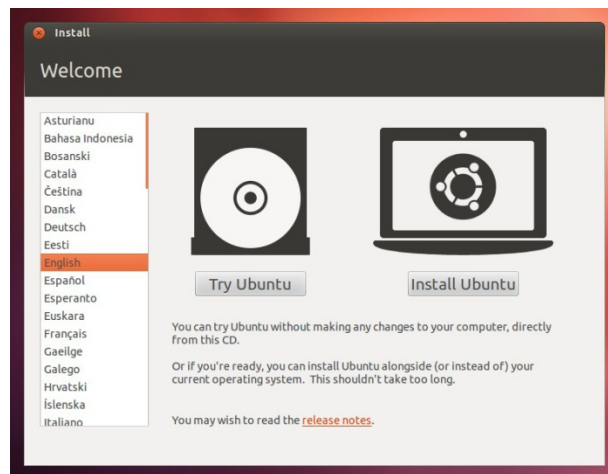 Install
Welcome
Asturianu
Bahasa Indonesia
Bosanski
Català
Čeština
Dansk
Deutsch
Eesti
English
Español
Esperanto
Euskara
Français
Gaeilge
Galego
Hrvatski
Íslenska
Italiano
Try Ubuntu
Install Ubuntu
You can try Ubuntu without making any changes to your computer, directly
from this CD.
Or if you're ready, you can install Ubuntu alongside (or instead of) your
current operating system. This shouldn't take too long.
You may wish to read the release notes.